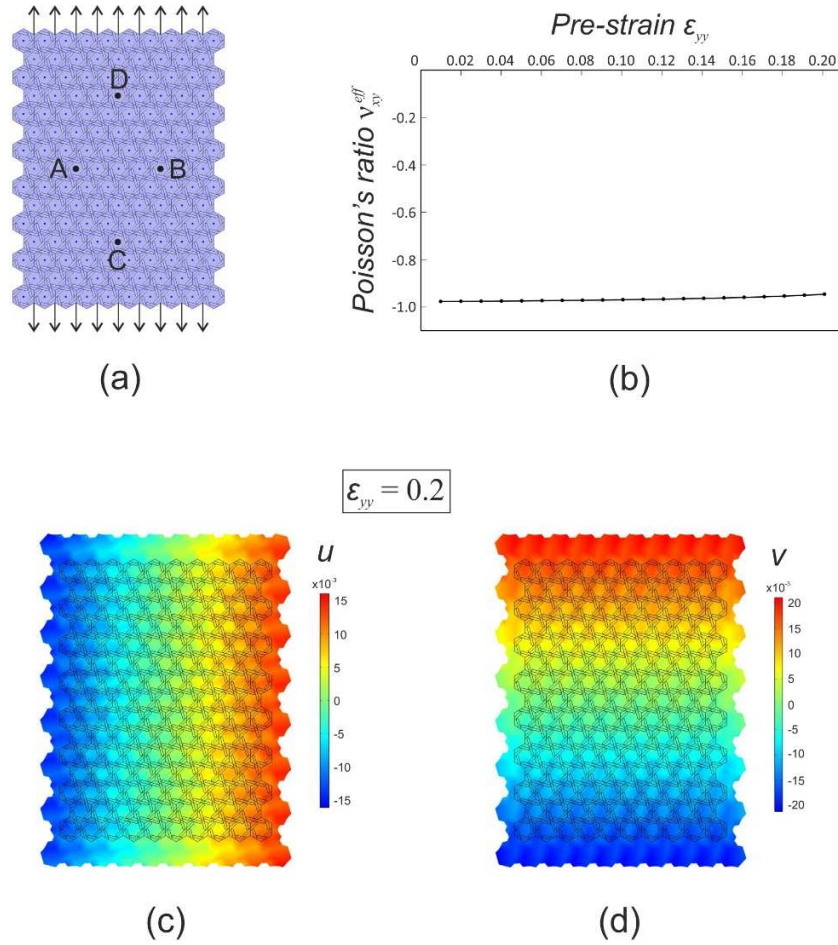 D
A B
C
(a)
Pre-strain εyy
0 0.02 0.04 0.06 0.08 0.10 0.12 0.14 0.16 0.18 0.20
Poisson's ratio νxy^eff
-0.2
-0.4
-0.6
-0.8
-1.0
(b)
εyy = 0.2
u
x10⁻³
15
10
5
0
-5
-10
-15
(c)
v
x10⁻³
20
15
10
5
0
-5
-10
-15
-20
(d)